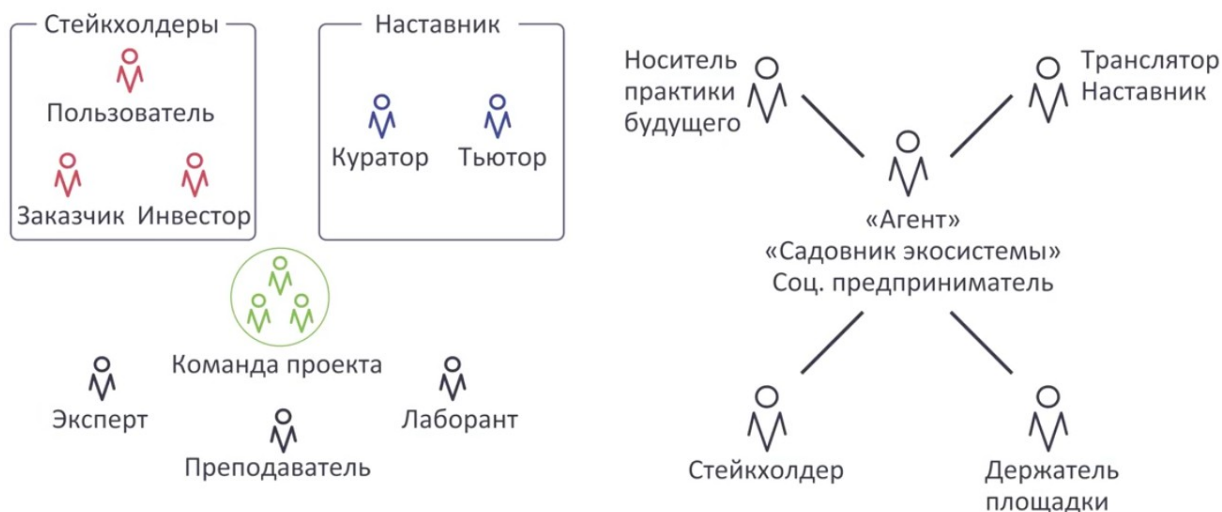 Стейкхолдеры
Пользователь
Заказчик Инвестор
Наставник
Куратор Тьютор
Команда проекта
Эксперт
Преподаватель
Лаборант
Носитель
практики
будущего
Транслятор
Наставник
«Агент»
«Садовник экосистемы»
Соц. предприниматель
Стейкхолдер
Держатель
площадки